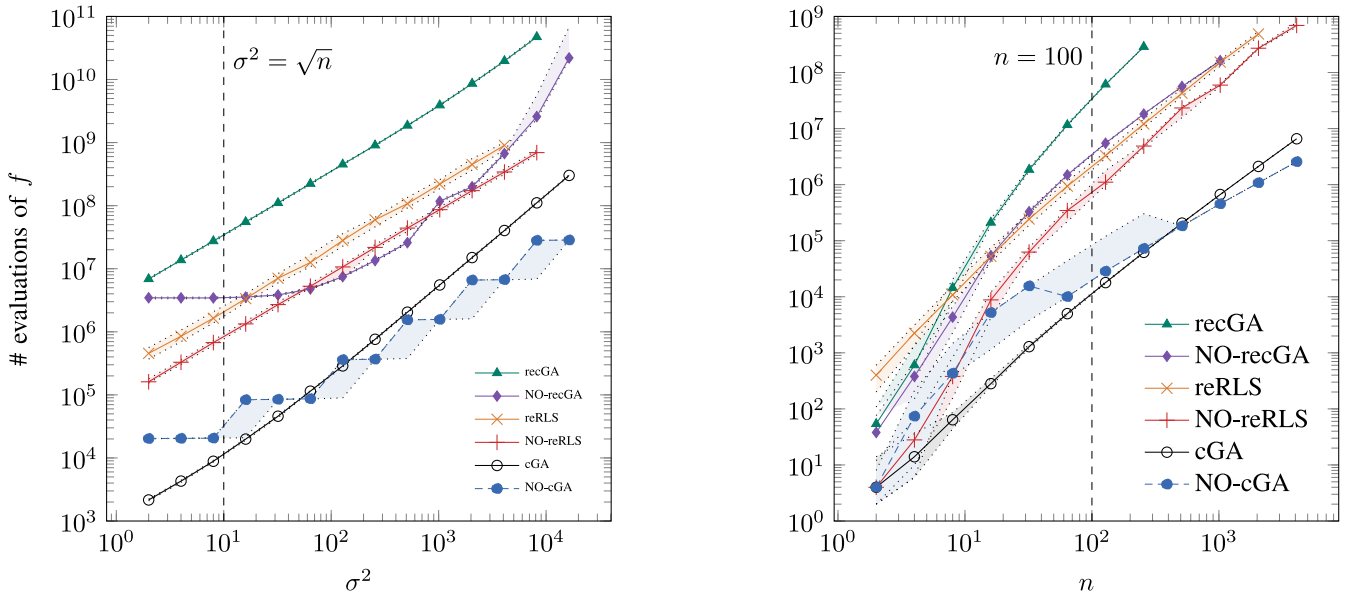 10^11
10^10
10^9
10^8
10^7
10^6
10^5
10^4
10^3
# evaluations of f
σ² = √n
recGA
NO-recGA
reRLS
NO-reRLS
cGA
NO-cGA
10^0 10^1 10^2 10^3 10^4
σ²
10^9
10^8
10^7
10^6
10^5
10^4
10^3
10^2
10^1
10^0
n = 100
recGA
NO-recGA
reRLS
NO-reRLS
cGA
NO-cGA
10^0 10^1 10^2 10^3
n